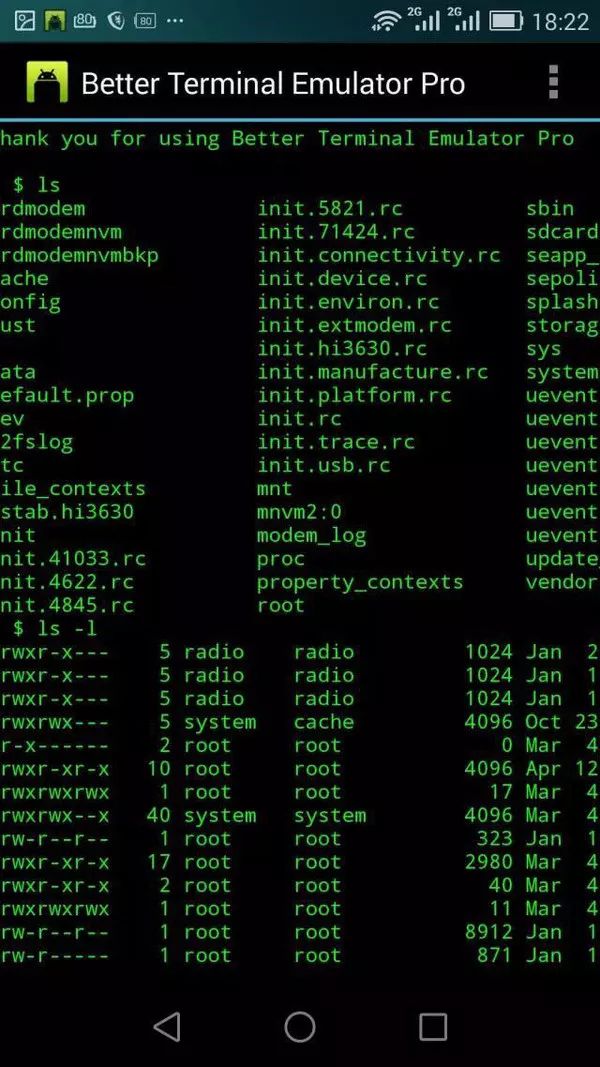 80 80 ... 2G 2G 18:22
Better Terminal Emulator Pro
hank you for using Better Terminal Emulator Pro
$ ls
rdmodem init.5821.rc sbin
rdmodemnvm init.71424.rc sdcard
rdmodemnvmbkp init.connectivity.rc seapp_
ache init.device.rc sepoli
onfig init.environ.rc splash
ust init.extmodem.rc storag
init.hi3630.rc sys
ata init.manufacture.rc system
efault.prop init.platform.rc uevent
ev init.rc uevent
2fslog init.trace.rc uevent
tc init.usb.rc uevent
ile_contexts mnt uevent
stab.hi3630 mnvm2:0 uevent
nit modem_log uevent
nit.41033.rc proc update_
nit.4622.rc property_contexts vendor
nit.4845.rc root
$ ls -l
rwxr-x--- 5 radio radio 1024 Jan 2
rwxr-x--- 5 radio radio 1024 Jan 1
rwxr-x--- 5 radio radio 1024 Jan 1
rwxrwx--- 5 system cache 4096 Oct 23
r-x------ 2 root root 0 Mar 4
rwxr-xr-x 10 root root 4096 Apr 12
rwxrwxrwx 1 root root 17 Mar 4
rwxrwx--x 40 system system 4096 Mar 4
rw-r--r-- 1 root root 323 Jan 1
rwxr-xr-x 17 root root 2980 Mar 4
rwxr-xr-x 2 root root 40 Mar 4
rwxrwxrwx 1 root root 11 Mar 4
rw-r--r-- 1 root root 8912 Jan 1
rw-r----- 1 root root 871 Jan 1